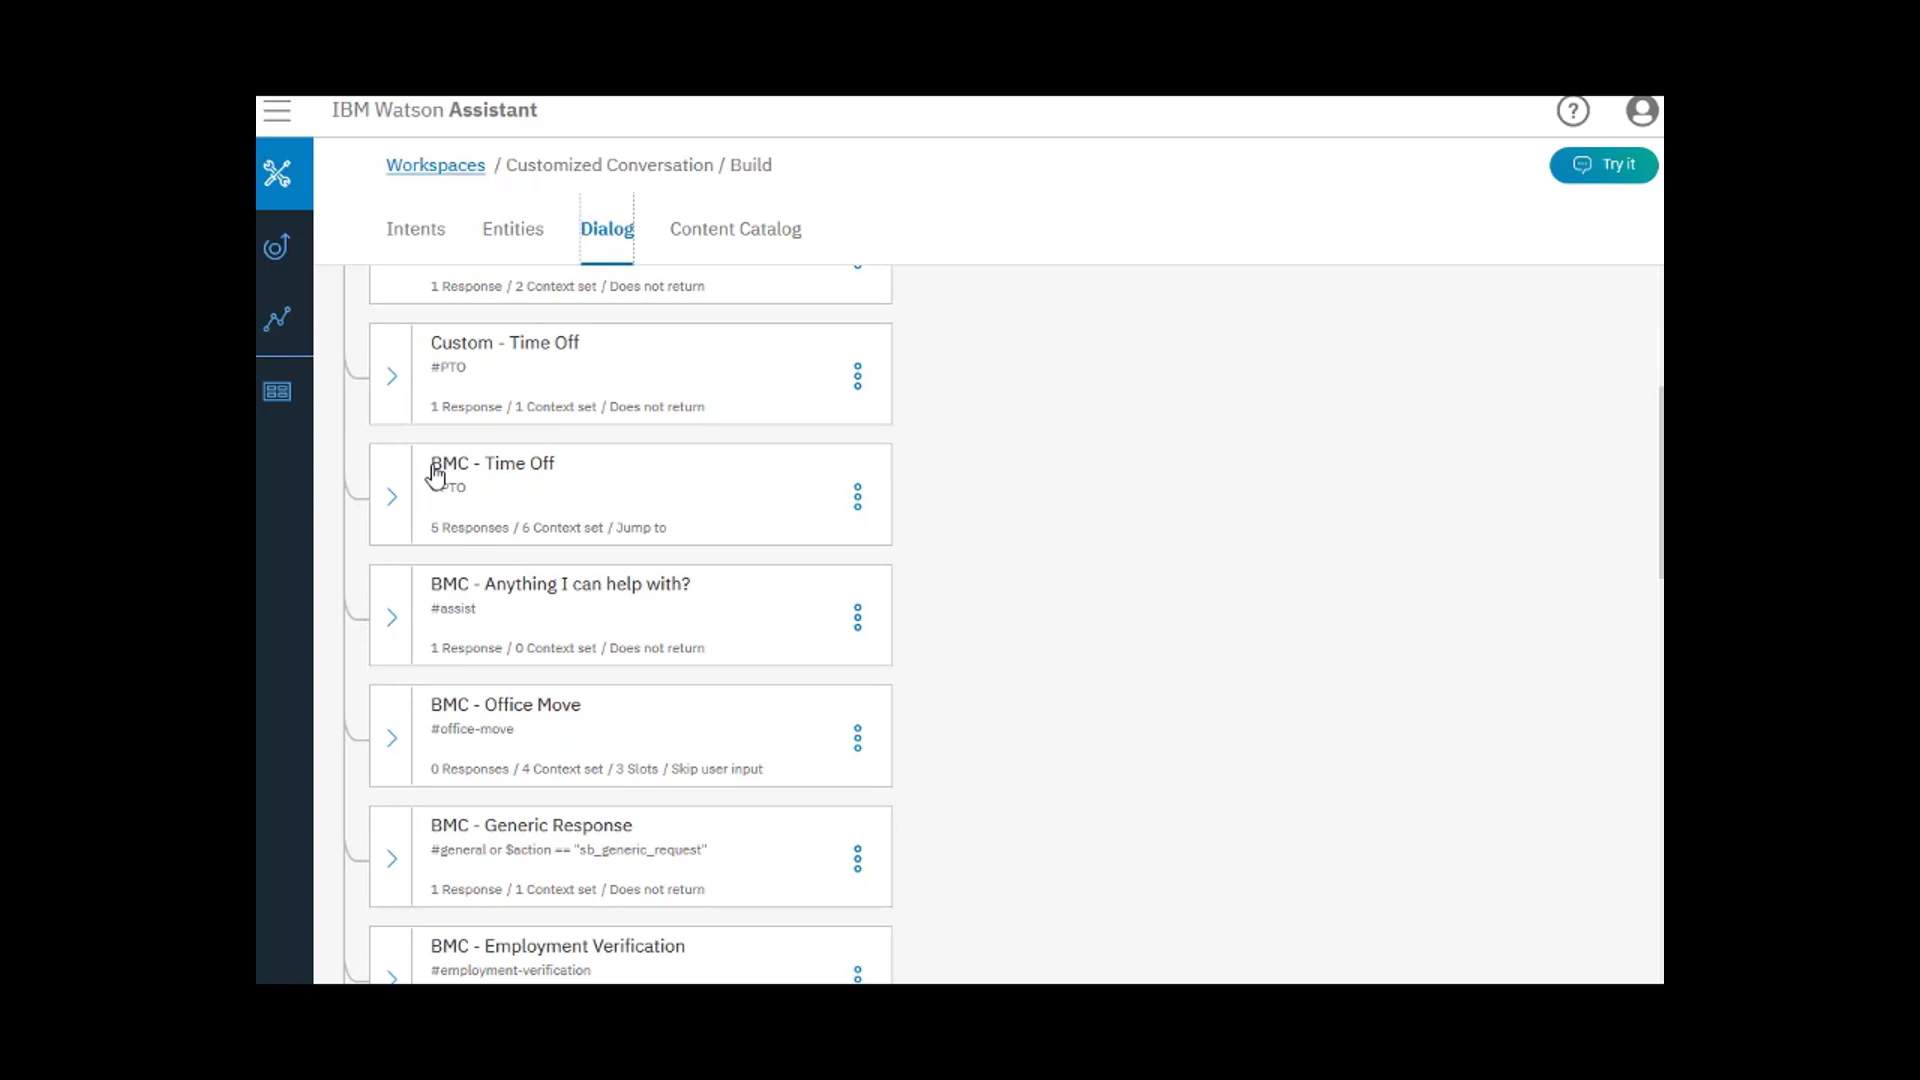 IBM Watson Assistant
?
Workspaces / Customized Conversation / Build
Try it
Intents Entities Dialog Content Catalog
1 Response / 2 Context set / Does not return
Custom - Time Off
#PTO
1 Response / 1 Context set / Does not return
BMC - Time Off
#PTO
5 Responses / 6 Context set / Jump to
BMC - Anything I can help with?
#assist
1 Response / 0 Context set / Does not return
BMC - Office Move
#office-move
0 Responses / 4 Context set / 3 Slots / Skip user input
BMC - Generic Response
#general or $action == "sb_generic_request"
1 Response / 1 Context set / Does not return
BMC - Employment Verification
#employment-verification